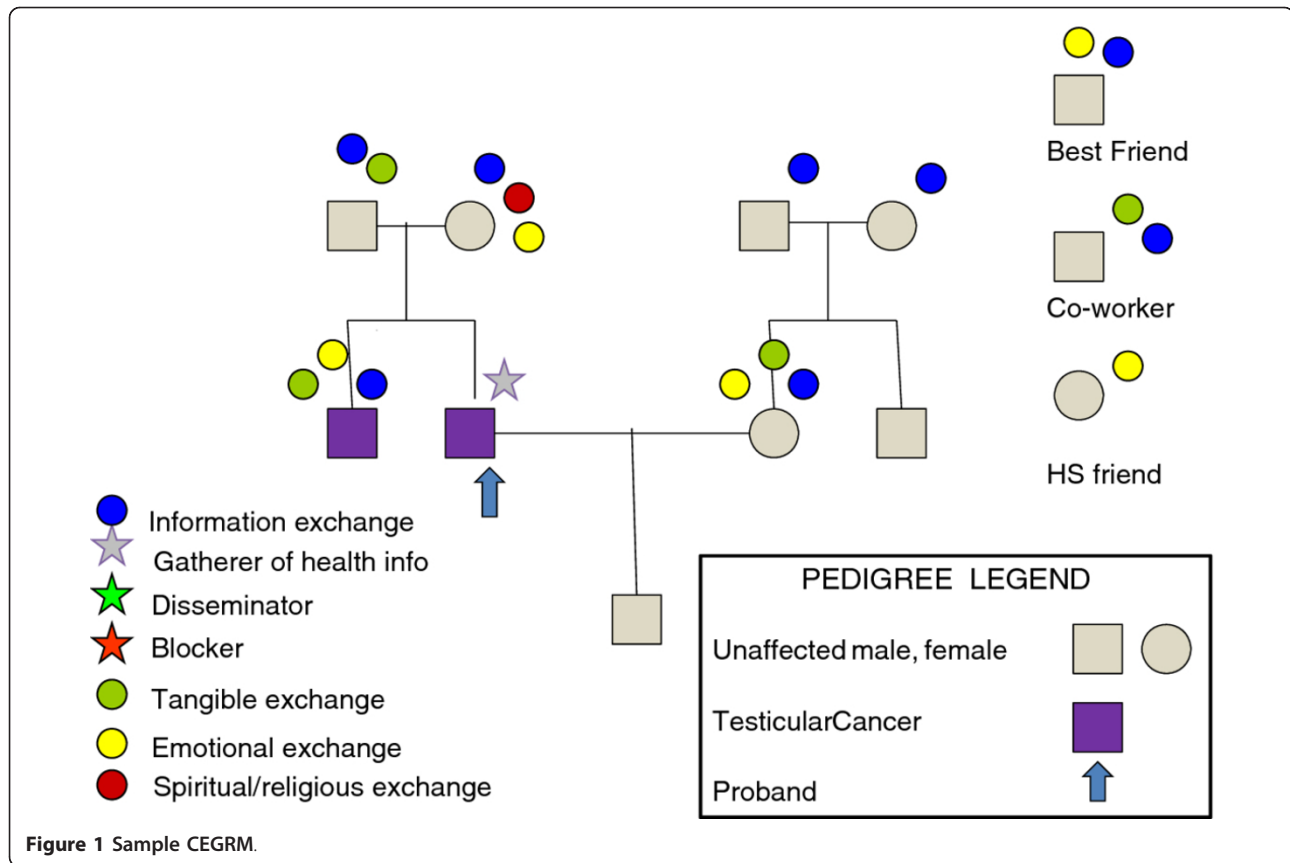 Best Friend
Co-worker
HS friend
Information exchange
Gatherer of health info
Disseminator
Blocker
Tangible exchange
Emotional exchange
Spiritual/religious exchange
PEDIGREE LEGEND
Unaffected male, female
TesticularCancer
Proband
Figure 1 Sample CEGRM.